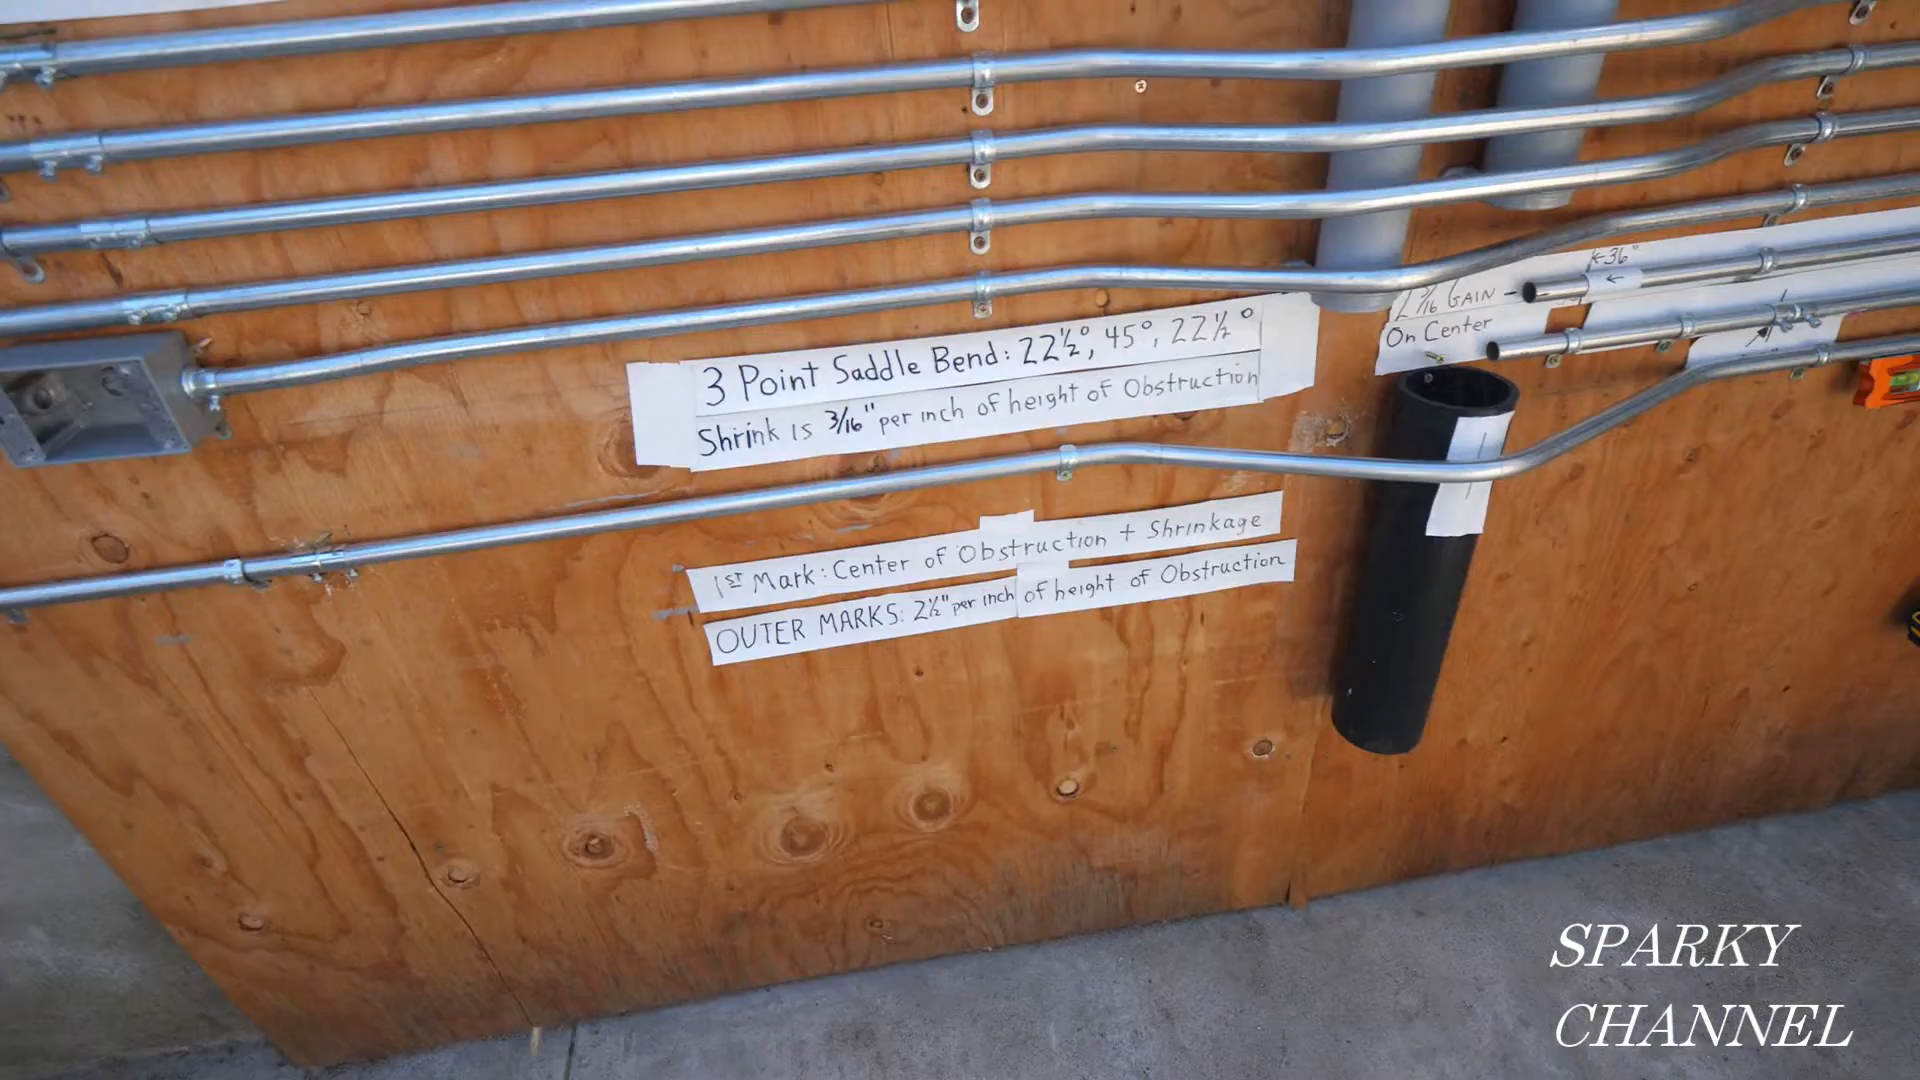 3 Point Saddle Bend: 22½°, 45°, 22½°
Shrink is 3/16" per inch of height of Obstruction
←36"
←
2 3/16 GAIN -
On Center
1ST Mark: Center of Obstruction + Shrinkage
OUTER MARKS: 2½" per inch of height of Obstruction
SPARKY
CHANNEL